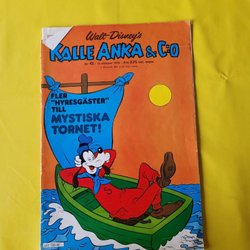 Walt Disney's
KALLE ANKA & C:O
FLER
"HYRESGÄSTER"
TILL
MYSTISKA
TORNET!